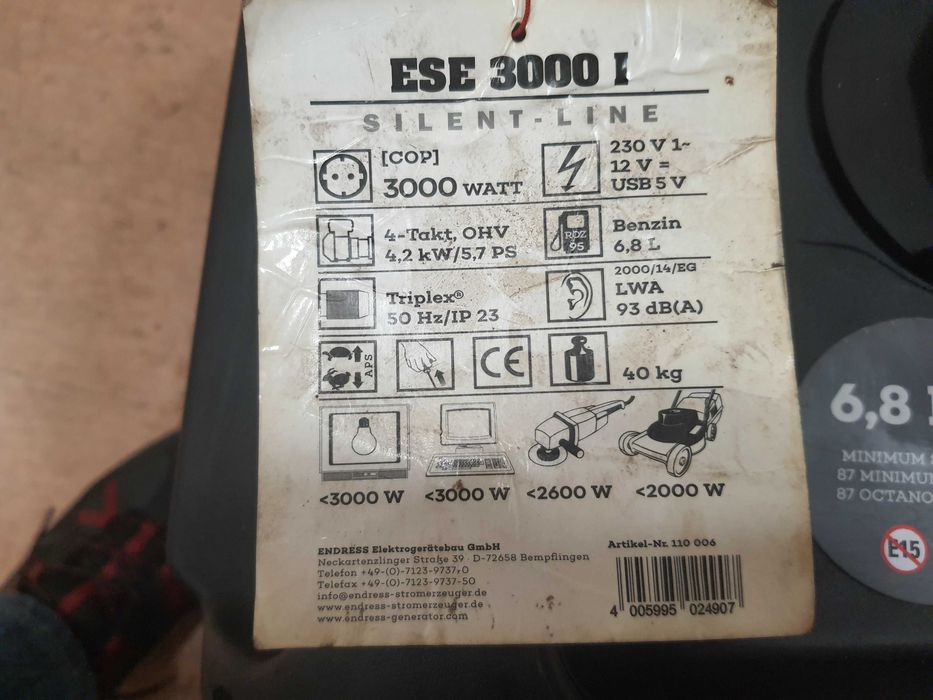 ESE 3000 I
SILENT-LINE
[COP]
3000 WATT
230 V 1~
12 V =
USB 5 V
4-Takt, OHV
4,2 kW/5,7 PS
ROZ
95
Benzin
6,8 L
Triplex®
50 Hz/IP 23
2000/14/EG
LWA
93 dB(A)
APS
CE
40 kg
<3000 W
<3000 W
<2600 W
<2000 W
ENDRESS Elektrogerätebau GmbH
Neckartenzlinger Straße 39 · D-72658 Bempflingen
Telefon +49-(0)-7123-9737-0
Telefax +49-(0)-7123-9737-50
info@endress-stromerzeuger.de
www.endress-stromerzeuger.de
www.endress-generator.com
Artikel-Nr. 110 006
4 005995 024907
6,8
MINIMUM
87 MINIMU
87 OCTANO
E15